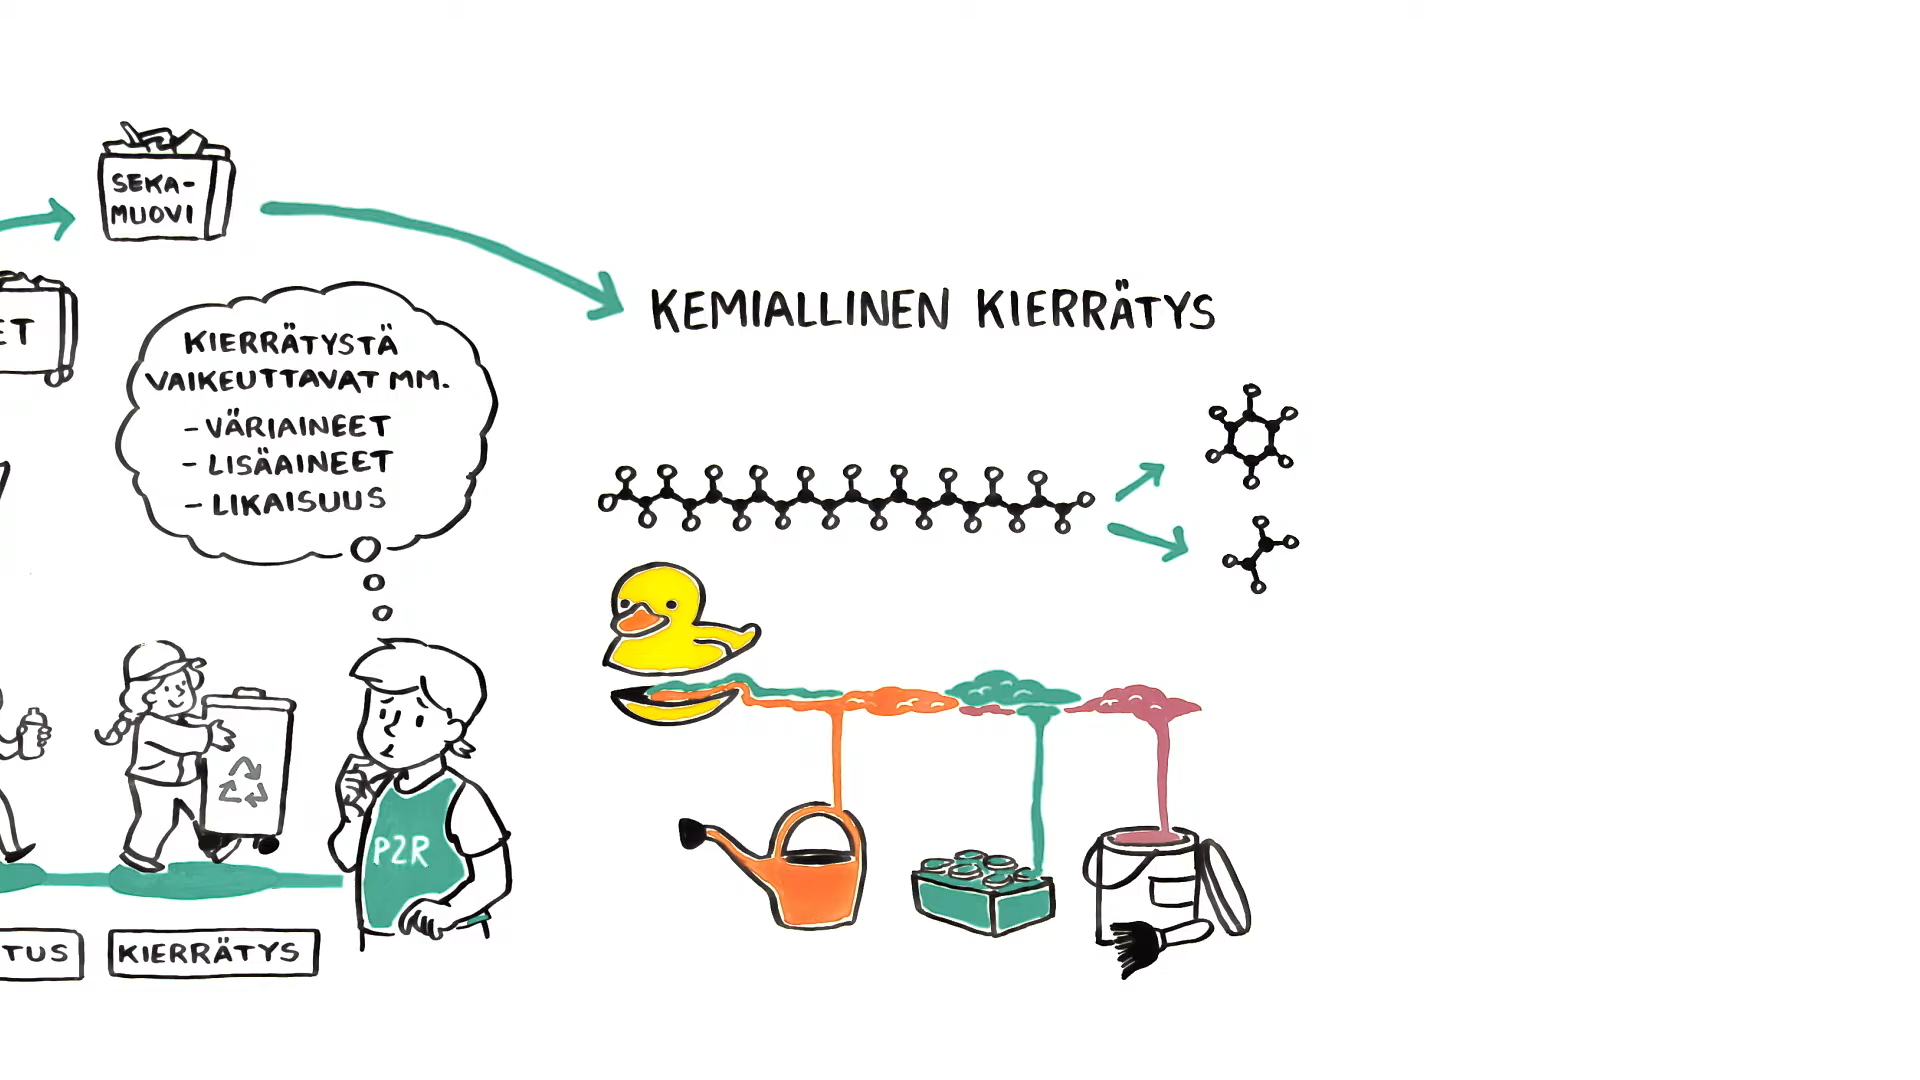 SEKA-
MUOVI
ET
KEMIALLINEN KIERRÄTYS
KIERRÄTYSTÄ
VAIKEUTTAVAT MM.
- VÄRIAINEET
- LISÄAINEET
- LIKAISUUS
P2R
TUS
KIERRÄTYS